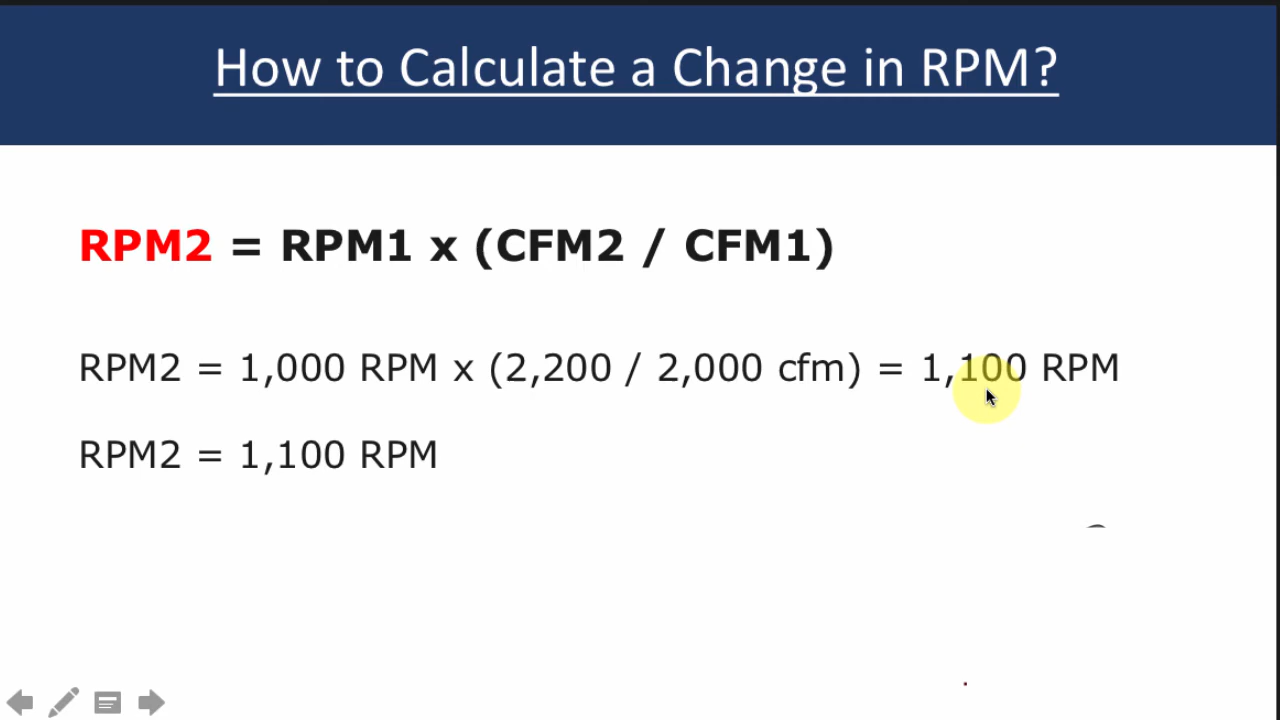 How to Calculate a Change in RPM?
RPM2 = RPM1 x (CFM2 / CFM1)
RPM2 = 1,000 RPM x (2,200 / 2,000 cfm) = 1,100 RPM
RPM2 = 1,100 RPM